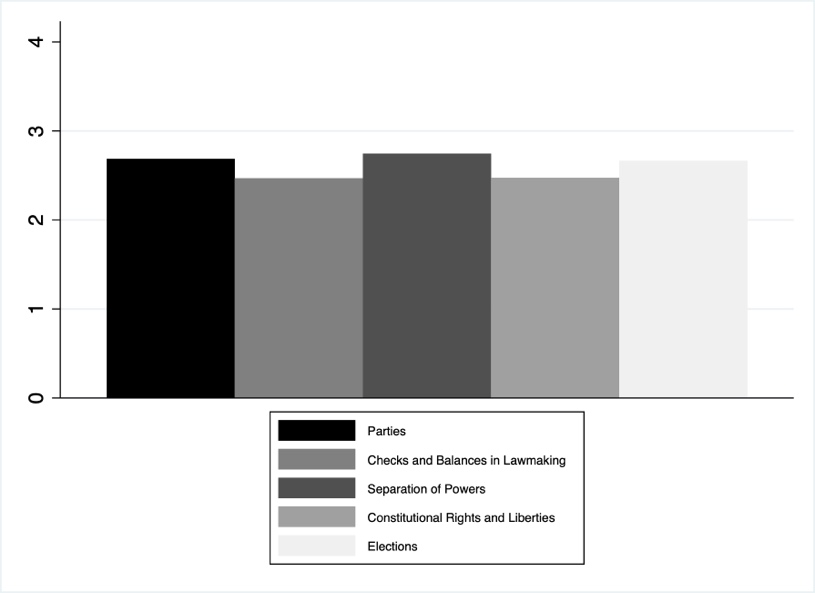 4
3
2
1
0
Parties
Checks and Balances in Lawmaking
Separation of Powers
Constitutional Rights and Liberties
Elections